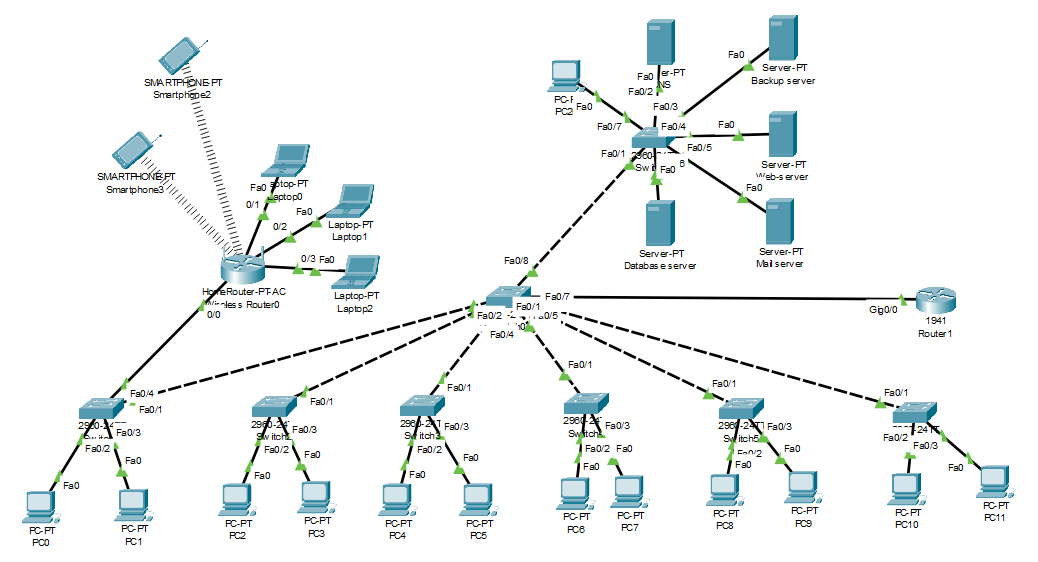 SMARTPHONE-PT
Smartphone2
SMARTPHONE-PT
Smartphone3
Fa0
Laptop0
0/1
Fa0
0/2
Laptop-PT
Laptop1
0/3
Fa0
Laptop-PT
Laptop2
HomeRouter-PT-AC
Wireless Router0
0/0
Fa0
Fa0/2
Fa0
Fa0/7
Fa0/3
Fa0/4
Fa0
Server-PT
Backup server
Fa0
Server-PT
Web-server
Fa0/5
Fa0/1
Fa0
Fa0
Server-PT
Mail server
Server-PT
Database server
Fa0/8
Fa0/7
Fa0/1
Fa0/2
Fa0/4
Gig0/0
1941
Router1
Fa0/4
Fa0/1
Fa0/3
Fa0/2
Fa0
Fa0
PC-PT
PC0
PC-PT
PC1
Fa0/1
Fa0/3
Fa0/2
Fa0
Fa0
PC-PT
PC2
PC-PT
PC3
Fa0/1
Fa0/3
Fa0/2
Fa0
Fa0
PC-PT
PC4
PC-PT
PC5
Fa0/1
Fa0/3
Fa0/2
Fa0
Fa0
PC-PT
PC6
PC-PT
PC7
Fa0/1
Fa0/3
Fa0
Fa0
PC-PT
PC8
PC-PT
PC9
Fa0/1
Fa0/2
Fa0/3
Fa0
Fa0
PC-PT
PC10
PC-PT
PC11